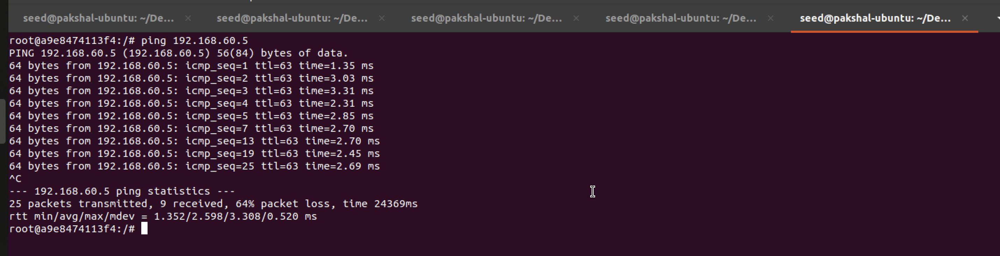 seed@pakshal-ubuntu: ~/De... × seed@pakshal-ubuntu: ~/De... × seed@pakshal-ubuntu: ~/De... × seed@pakshal-ubuntu: ~/De... × seed@pakshal-ubuntu: ~/De... ×
root@a9e8474113f4:/# ping 192.168.60.5
PING 192.168.60.5 (192.168.60.5) 56(84) bytes of data.
64 bytes from 192.168.60.5: icmp_seq=1 ttl=63 time=1.35 ms
64 bytes from 192.168.60.5: icmp_seq=2 ttl=63 time=3.03 ms
64 bytes from 192.168.60.5: icmp_seq=3 ttl=63 time=3.31 ms
64 bytes from 192.168.60.5: icmp_seq=4 ttl=63 time=2.31 ms
64 bytes from 192.168.60.5: icmp_seq=5 ttl=63 time=2.85 ms
64 bytes from 192.168.60.5: icmp_seq=7 ttl=63 time=2.70 ms
64 bytes from 192.168.60.5: icmp_seq=13 ttl=63 time=2.70 ms
64 bytes from 192.168.60.5: icmp_seq=19 ttl=63 time=2.45 ms
64 bytes from 192.168.60.5: icmp_seq=25 ttl=63 time=2.69 ms
^C
--- 192.168.60.5 ping statistics ---
25 packets transmitted, 9 received, 64% packet loss, time 24369ms
rtt min/avg/max/mdev = 1.352/2.598/3.308/0.520 ms
root@a9e8474113f4:/#